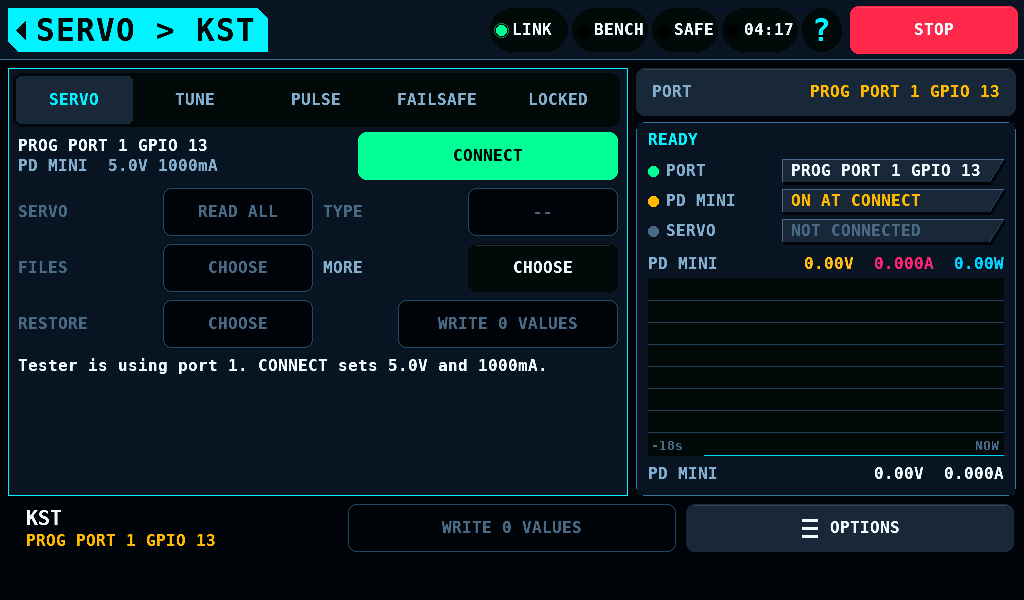 SERVO > KST
LINK
BENCH
SAFE
04:17
?
STOP
SERVO
TUNE
PULSE
FAILSAFE
LOCKED
PROG PORT 1 GPIO 13
PD MINI 5.0V 1000mA
CONNECT
SERVO
READ ALL
TYPE
--
FILES
CHOOSE
MORE
CHOOSE
RESTORE
CHOOSE
WRITE 0 VALUES
Tester is using port 1. CONNECT sets 5.0V and 1000mA.
PORT
PROG PORT 1 GPIO 13
READY
PORT
PROG PORT 1 GPIO 13
PD MINI
ON AT CONNECT
SERVO
NOT CONNECTED
PD MINI
0.00V
0.000A
0.00W
-18s
NOW
PD MINI
0.00V
0.000A
KST
PROG PORT 1 GPIO 13
WRITE 0 VALUES
OPTIONS